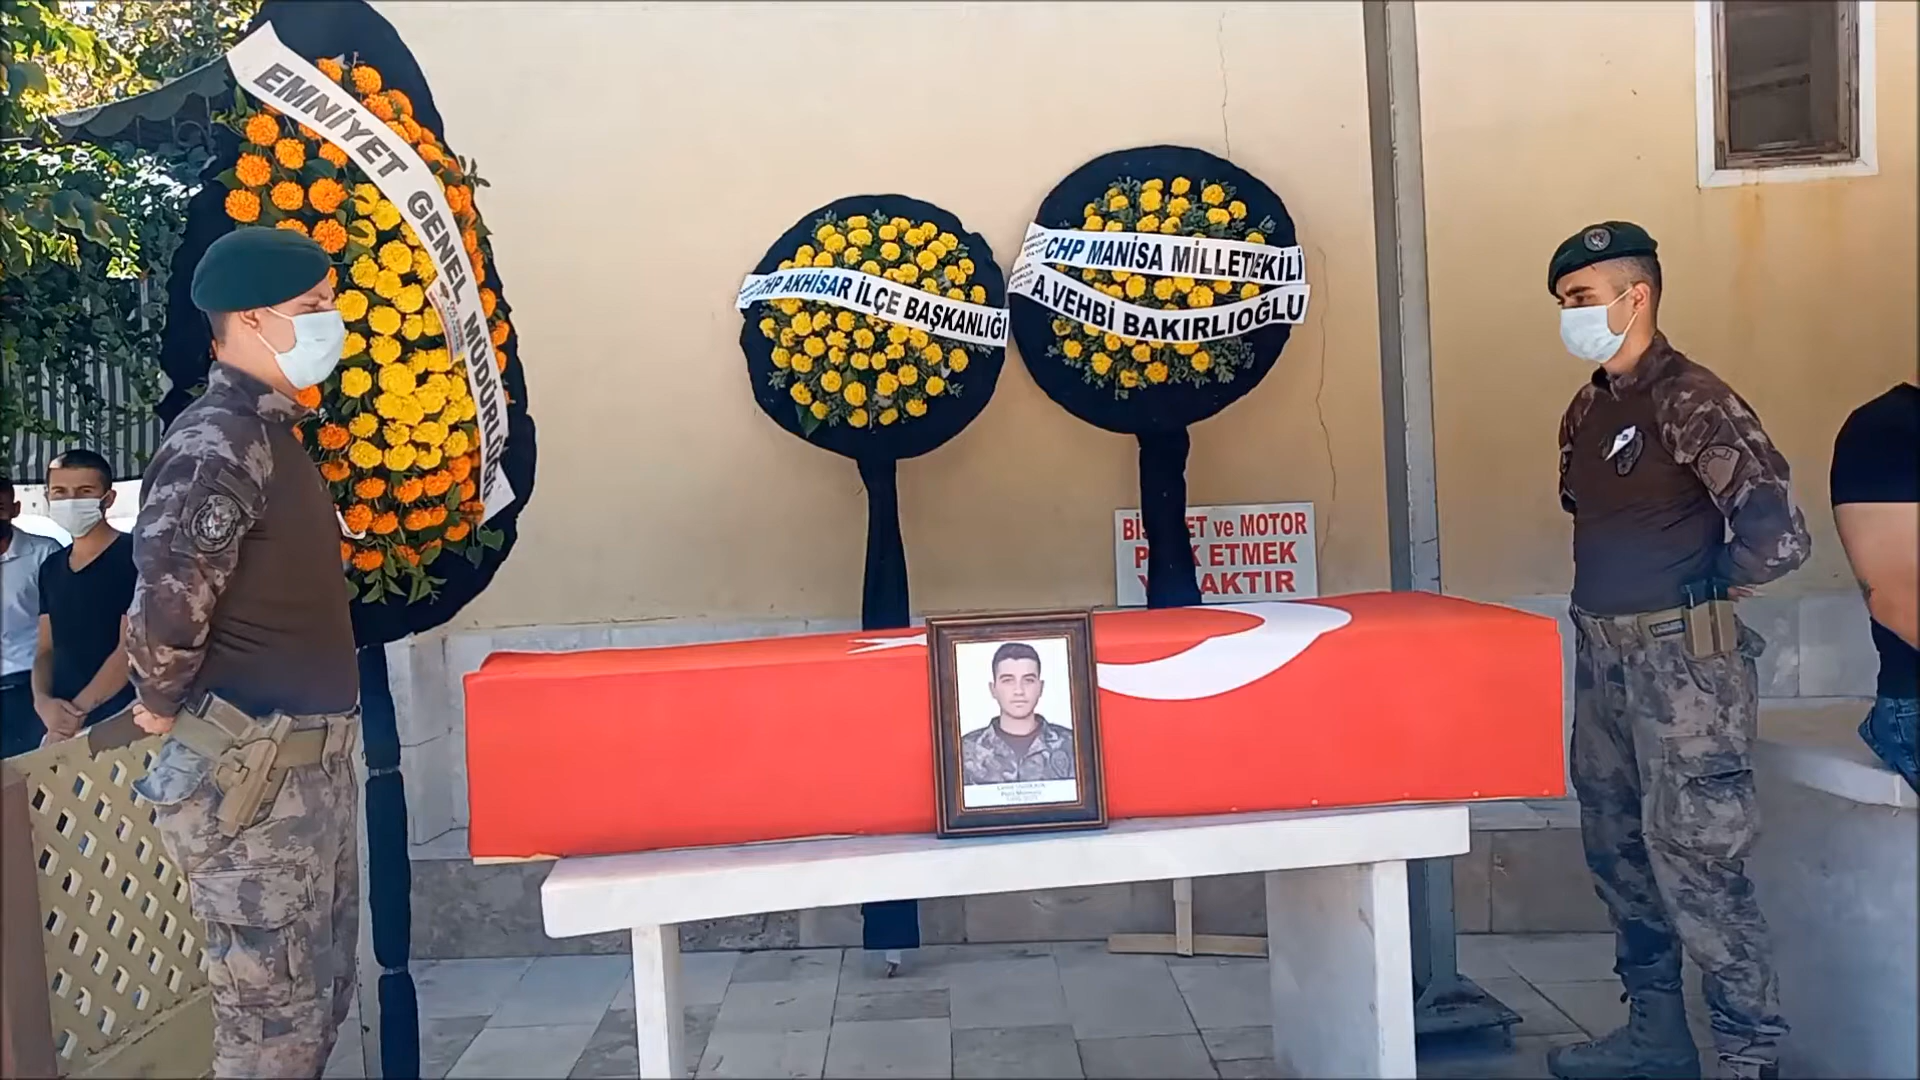 EMNİYET GENEL MÜDÜRLÜĞÜ
CHP AKHİSAR İLÇE BAŞKANLIĞI
CHP MANİSA MİLLETVEKİLİ
A.VEHBİ BAKIRLIOĞLU
ve MOTOR
ETMEK